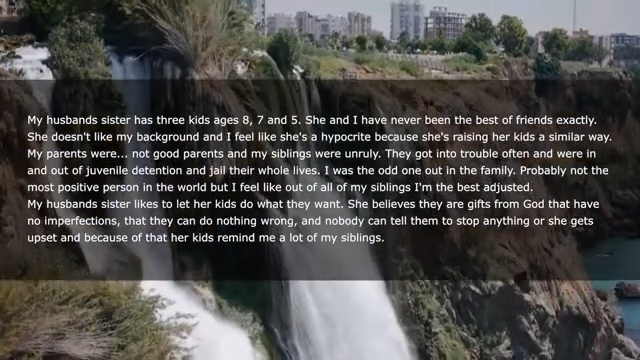 My husbands sister has three kids ages 8, 7 and 5. She and I have never been the best of friends exactly.
She doesn't like my background and I feel like she's a hypocrite because she's raising her kids a similar way.
My parents were... not good parents and my siblings were unruly. They got into trouble often and were in
and out of juvenile detention and jail their whole lives. I was the odd one out in the family. Probably not the
most positive person in the world but I feel like out of all of my siblings I'm the best adjusted.
My husbands sister likes to let her kids do what they want. She believes they are gifts from God that have
no imperfections, that they can do nothing wrong, and nobody can tell them to stop anything or she gets
upset and because of that her kids remind me a lot of my siblings.